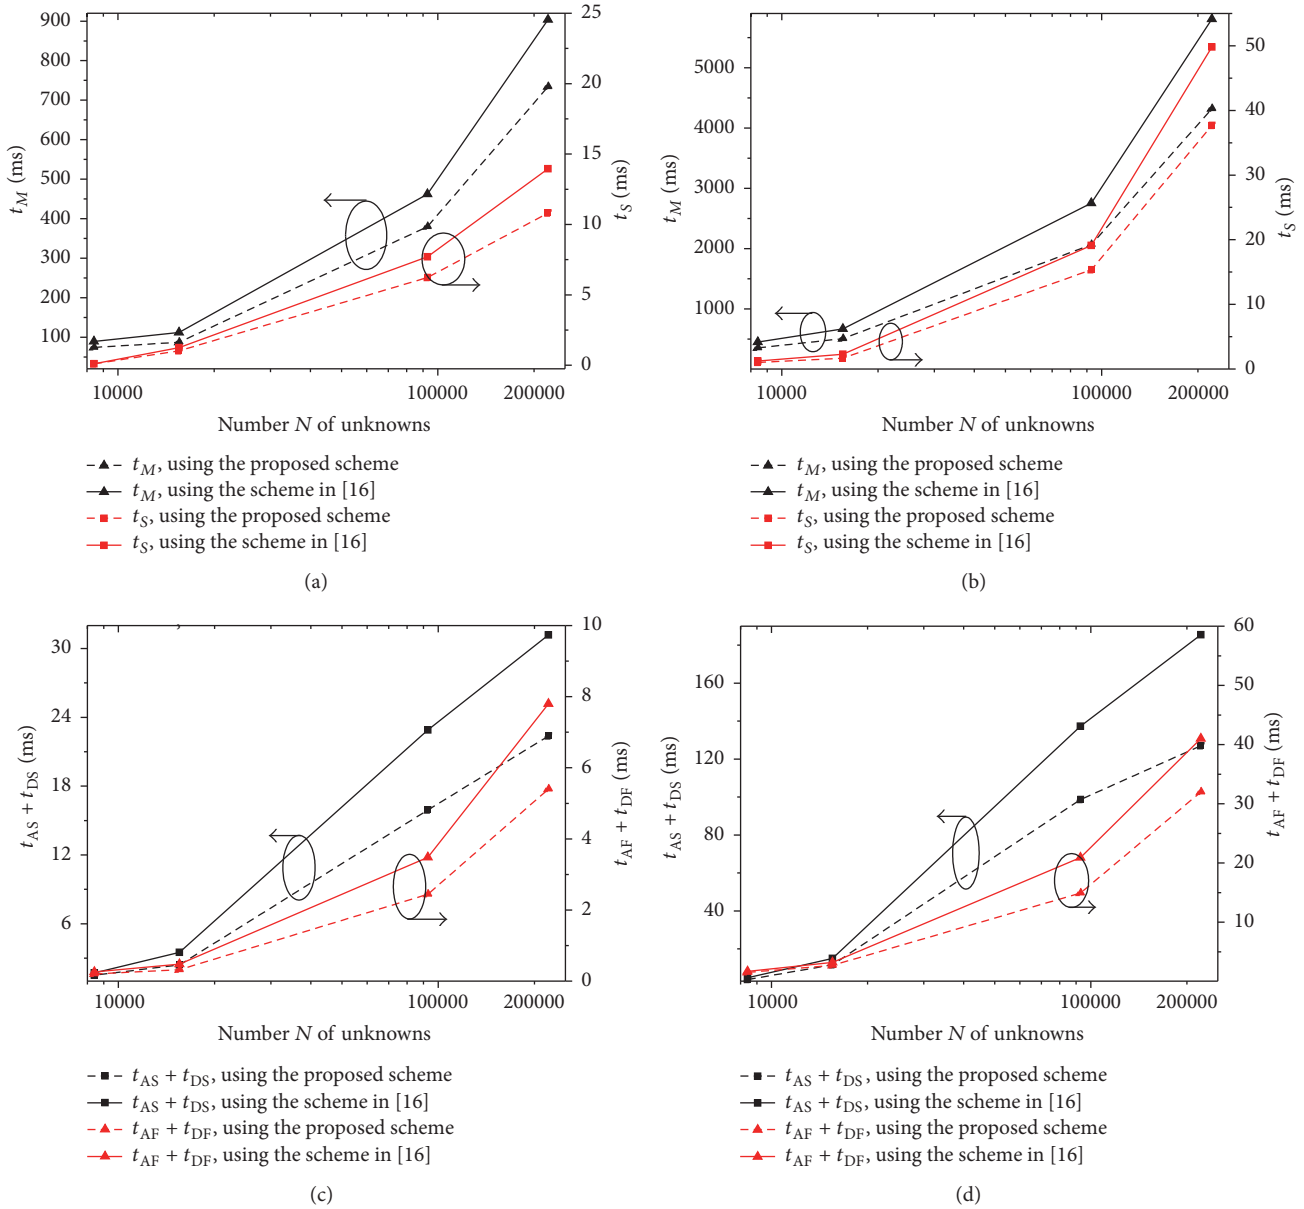 900
800
700
600
500
400
300
200
100
t_M (ms)
25
20
15
10
5
0
t_S (ms)
10000 100000 200000
Number N of unknowns
t_M, using the proposed scheme
t_M, using the scheme in [16]
t_S, using the proposed scheme
t_S, using the scheme in [16]
(a)
5000
4000
3000
2000
1000
t_M (ms)
50
40
30
20
10
0
t_S (ms)
10000 100000 200000
Number N of unknowns
t_M, using the proposed scheme
t_M, using the scheme in [16]
t_S, using the proposed scheme
t_S, using the scheme in [16]
(b)
30
24
18
12
6
t_AS + t_DS (ms)
10
8
6
4
2
0
t_AF + t_DF (ms)
10000 100000 200000
Number N of unknowns
t_AS + t_DS, using the proposed scheme
t_AS + t_DS, using the scheme in [16]
t_AF + t_DF, using the proposed scheme
t_AF + t_DF, using the scheme in [16]
(c)
160
120
80
40
t_AS + t_DS (ms)
60
50
40
30
20
10
t_AF + t_DF (ms)
10000 100000 200000
Number N of unknowns
t_AS + t_DS, using the proposed scheme
t_AS + t_DS, using the scheme in [16]
t_AF + t_DF, using the proposed scheme
t_AF + t_DF, using the scheme in [16]
(d)